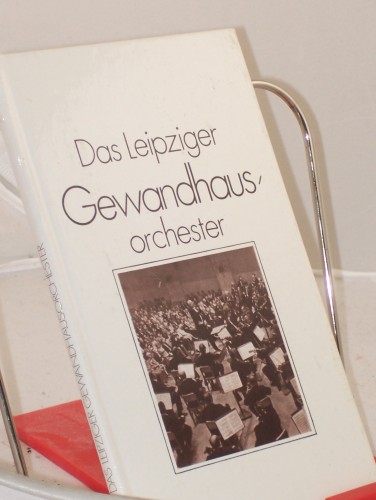 Das Leipziger
Gewandhaus-
orchester
DAS LEIPZIGER GEWANDHAUSORCHESTER